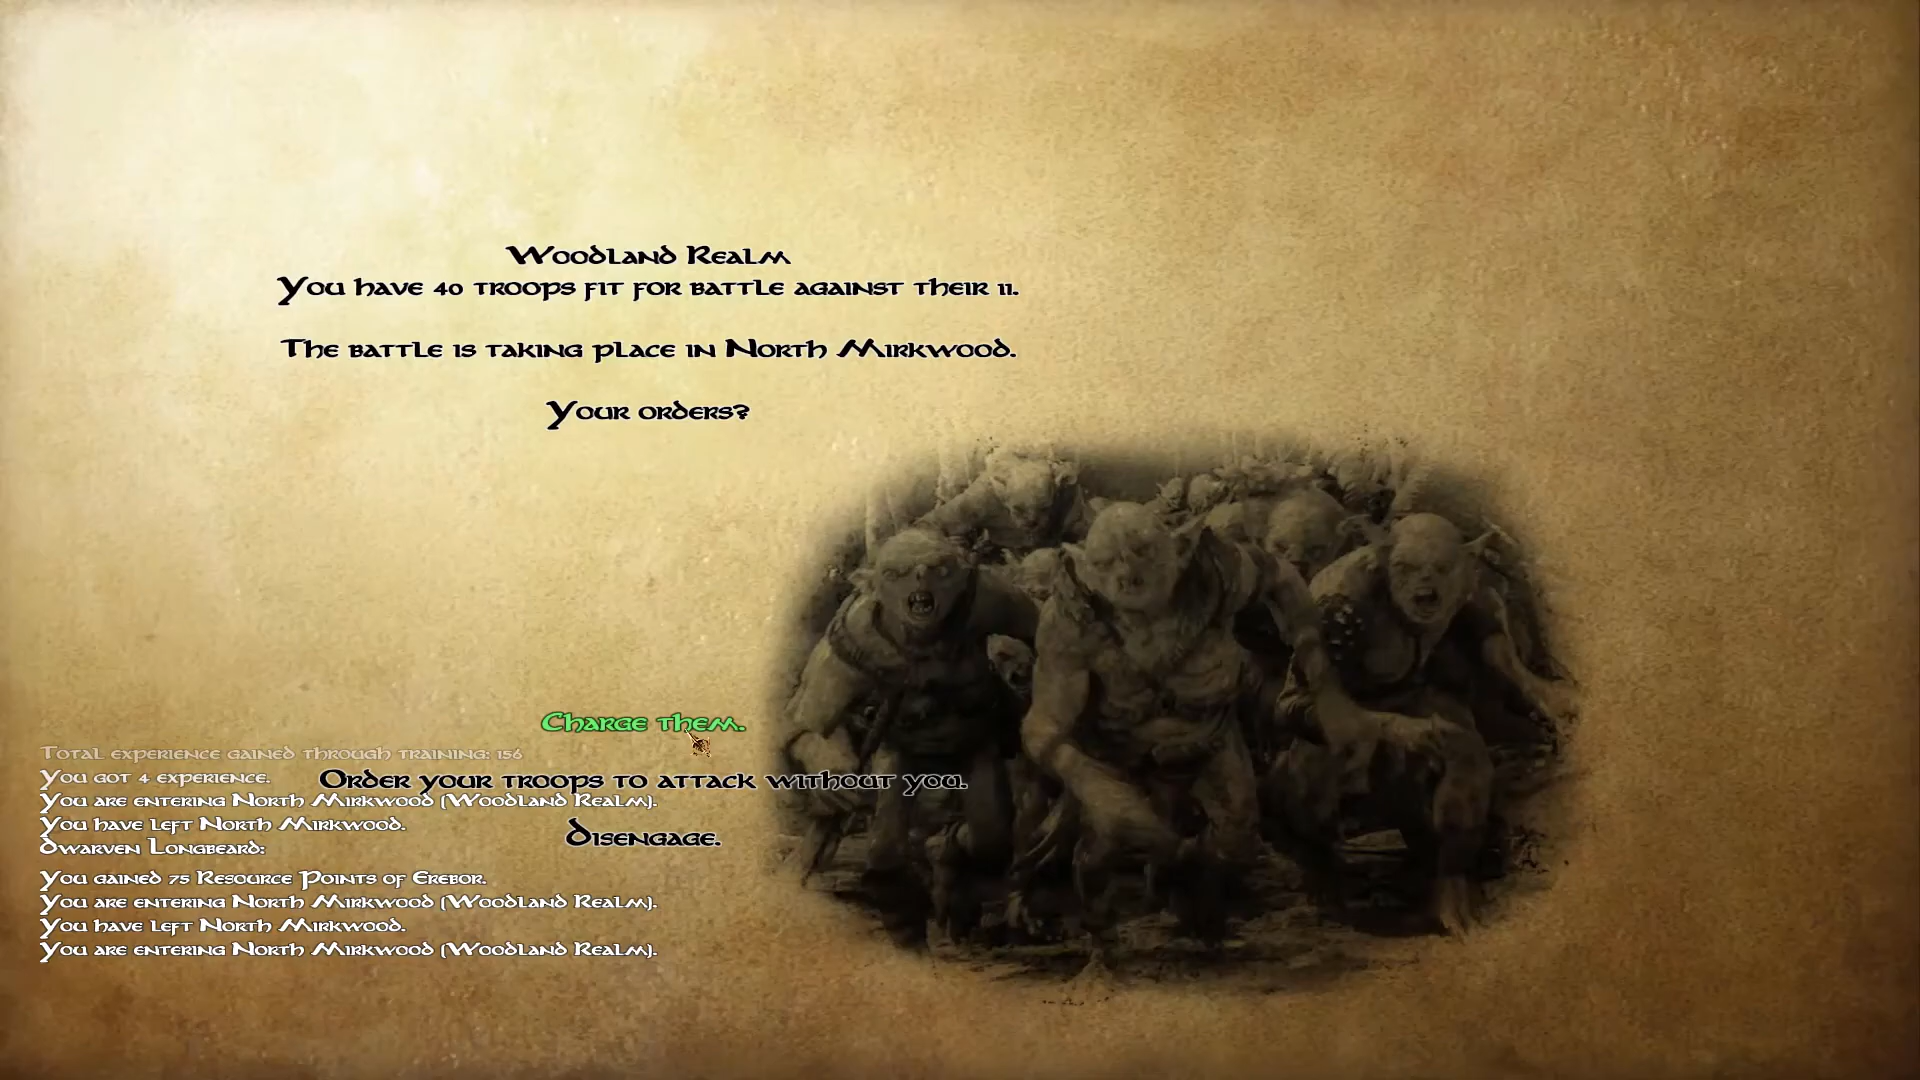 Woodland Realm
You have 40 troops fit for battle against their 11.
The battle is taking place in North Mirkwood.
Your orders?
Charge them.
Order your troops to attack without you.
Disengage.
Total experience gained through training: 156
You got 4 experience.
You are entering North Mirkwood (Woodland Realm).
You have left North Mirkwood.
Dwarven Longbeard:
You gained 75 Resource Points of Erebor.
You are entering North Mirkwood (Woodland Realm).
You have left North Mirkwood.
You are entering North Mirkwood (Woodland Realm).